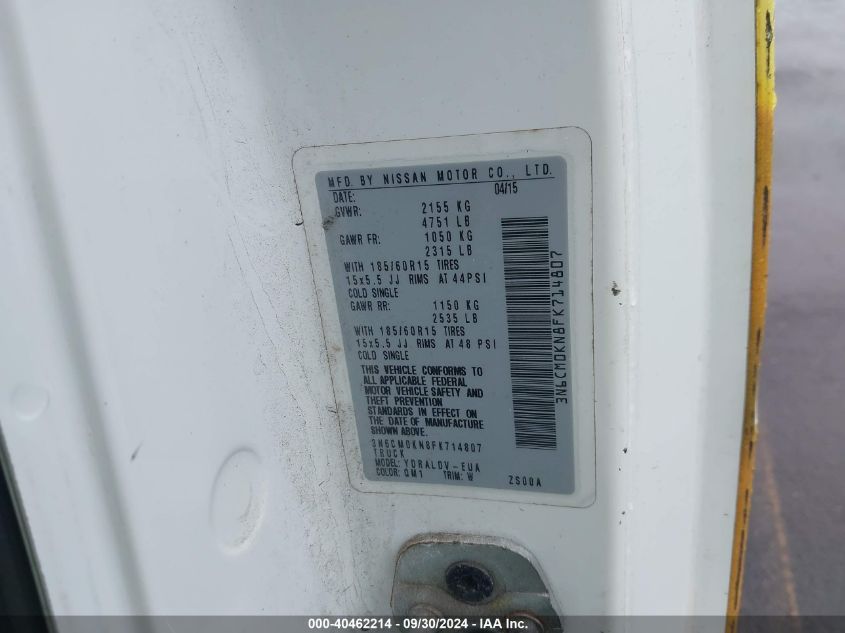 MFD. BY NISSAN MOTOR CO., LTD.
DATE: 04/15
GVWR: 2155 KG
4751 LB
GAWR FR: 1050 KG
2315 LB
WITH 185/60R15 TIRES
15x5.5 JJ RIMS AT 44PSI
COLD SINGLE
GAWR RR: 1150 KG
2535 LB
WITH 185/60R15 TIRES
15x5.5 JJ RIMS AT 48 PSI
COLD SINGLE
THIS VEHICLE CONFORMS TO
ALL APPLICABLE FEDERAL
MOTOR VEHICLE SAFETY AND
THEFT PREVENTION
STANDARDS IN EFFECT ON
THE DATE OF MANUFACTURE
SHOWN ABOVE.
3N6CM0KN8FK714807
TRUCK
MODEL: YDRALDV-EUA
COLOR: QM1 TRIM: W ZS00A
3N6CM0KN8FK714807
000-40462214 - 09/30/2024 - IAA Inc.